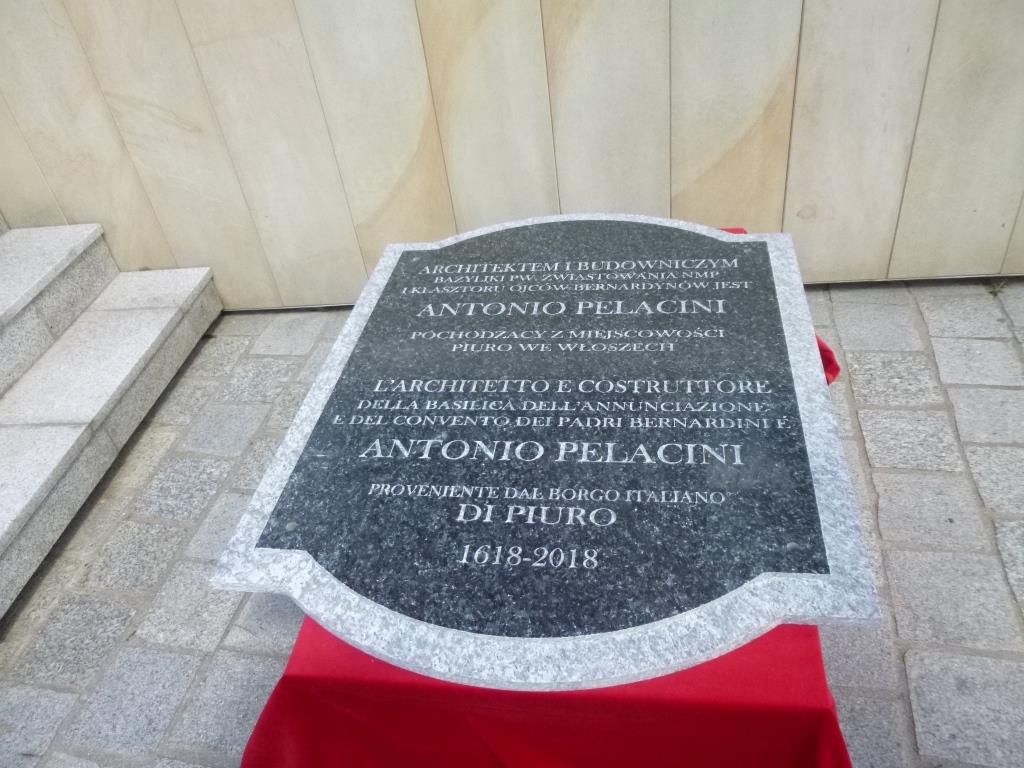 ARCHITEKTEM I BUDOWNICZYM
BAZYLIKI PW. ZWIASTOWANIA NMP
I KLASZTORU OJCÓW BERNARDYNÓW JEST
ANTONIO PELACINI
POCHODZĄCY Z MIEJSCOWOŚCI
PIURO WE WŁOSZECH
L'ARCHITETTO E COSTRUTTORE
DELLA BASILICA DELL'ANNUNCIAZIONE
E DEL CONVENTO DEI PADRI BERNARDINI É
ANTONIO PELACINI
PROVENIENTE DAL BORGO ITALIANO
DI PIURO
1618-2018